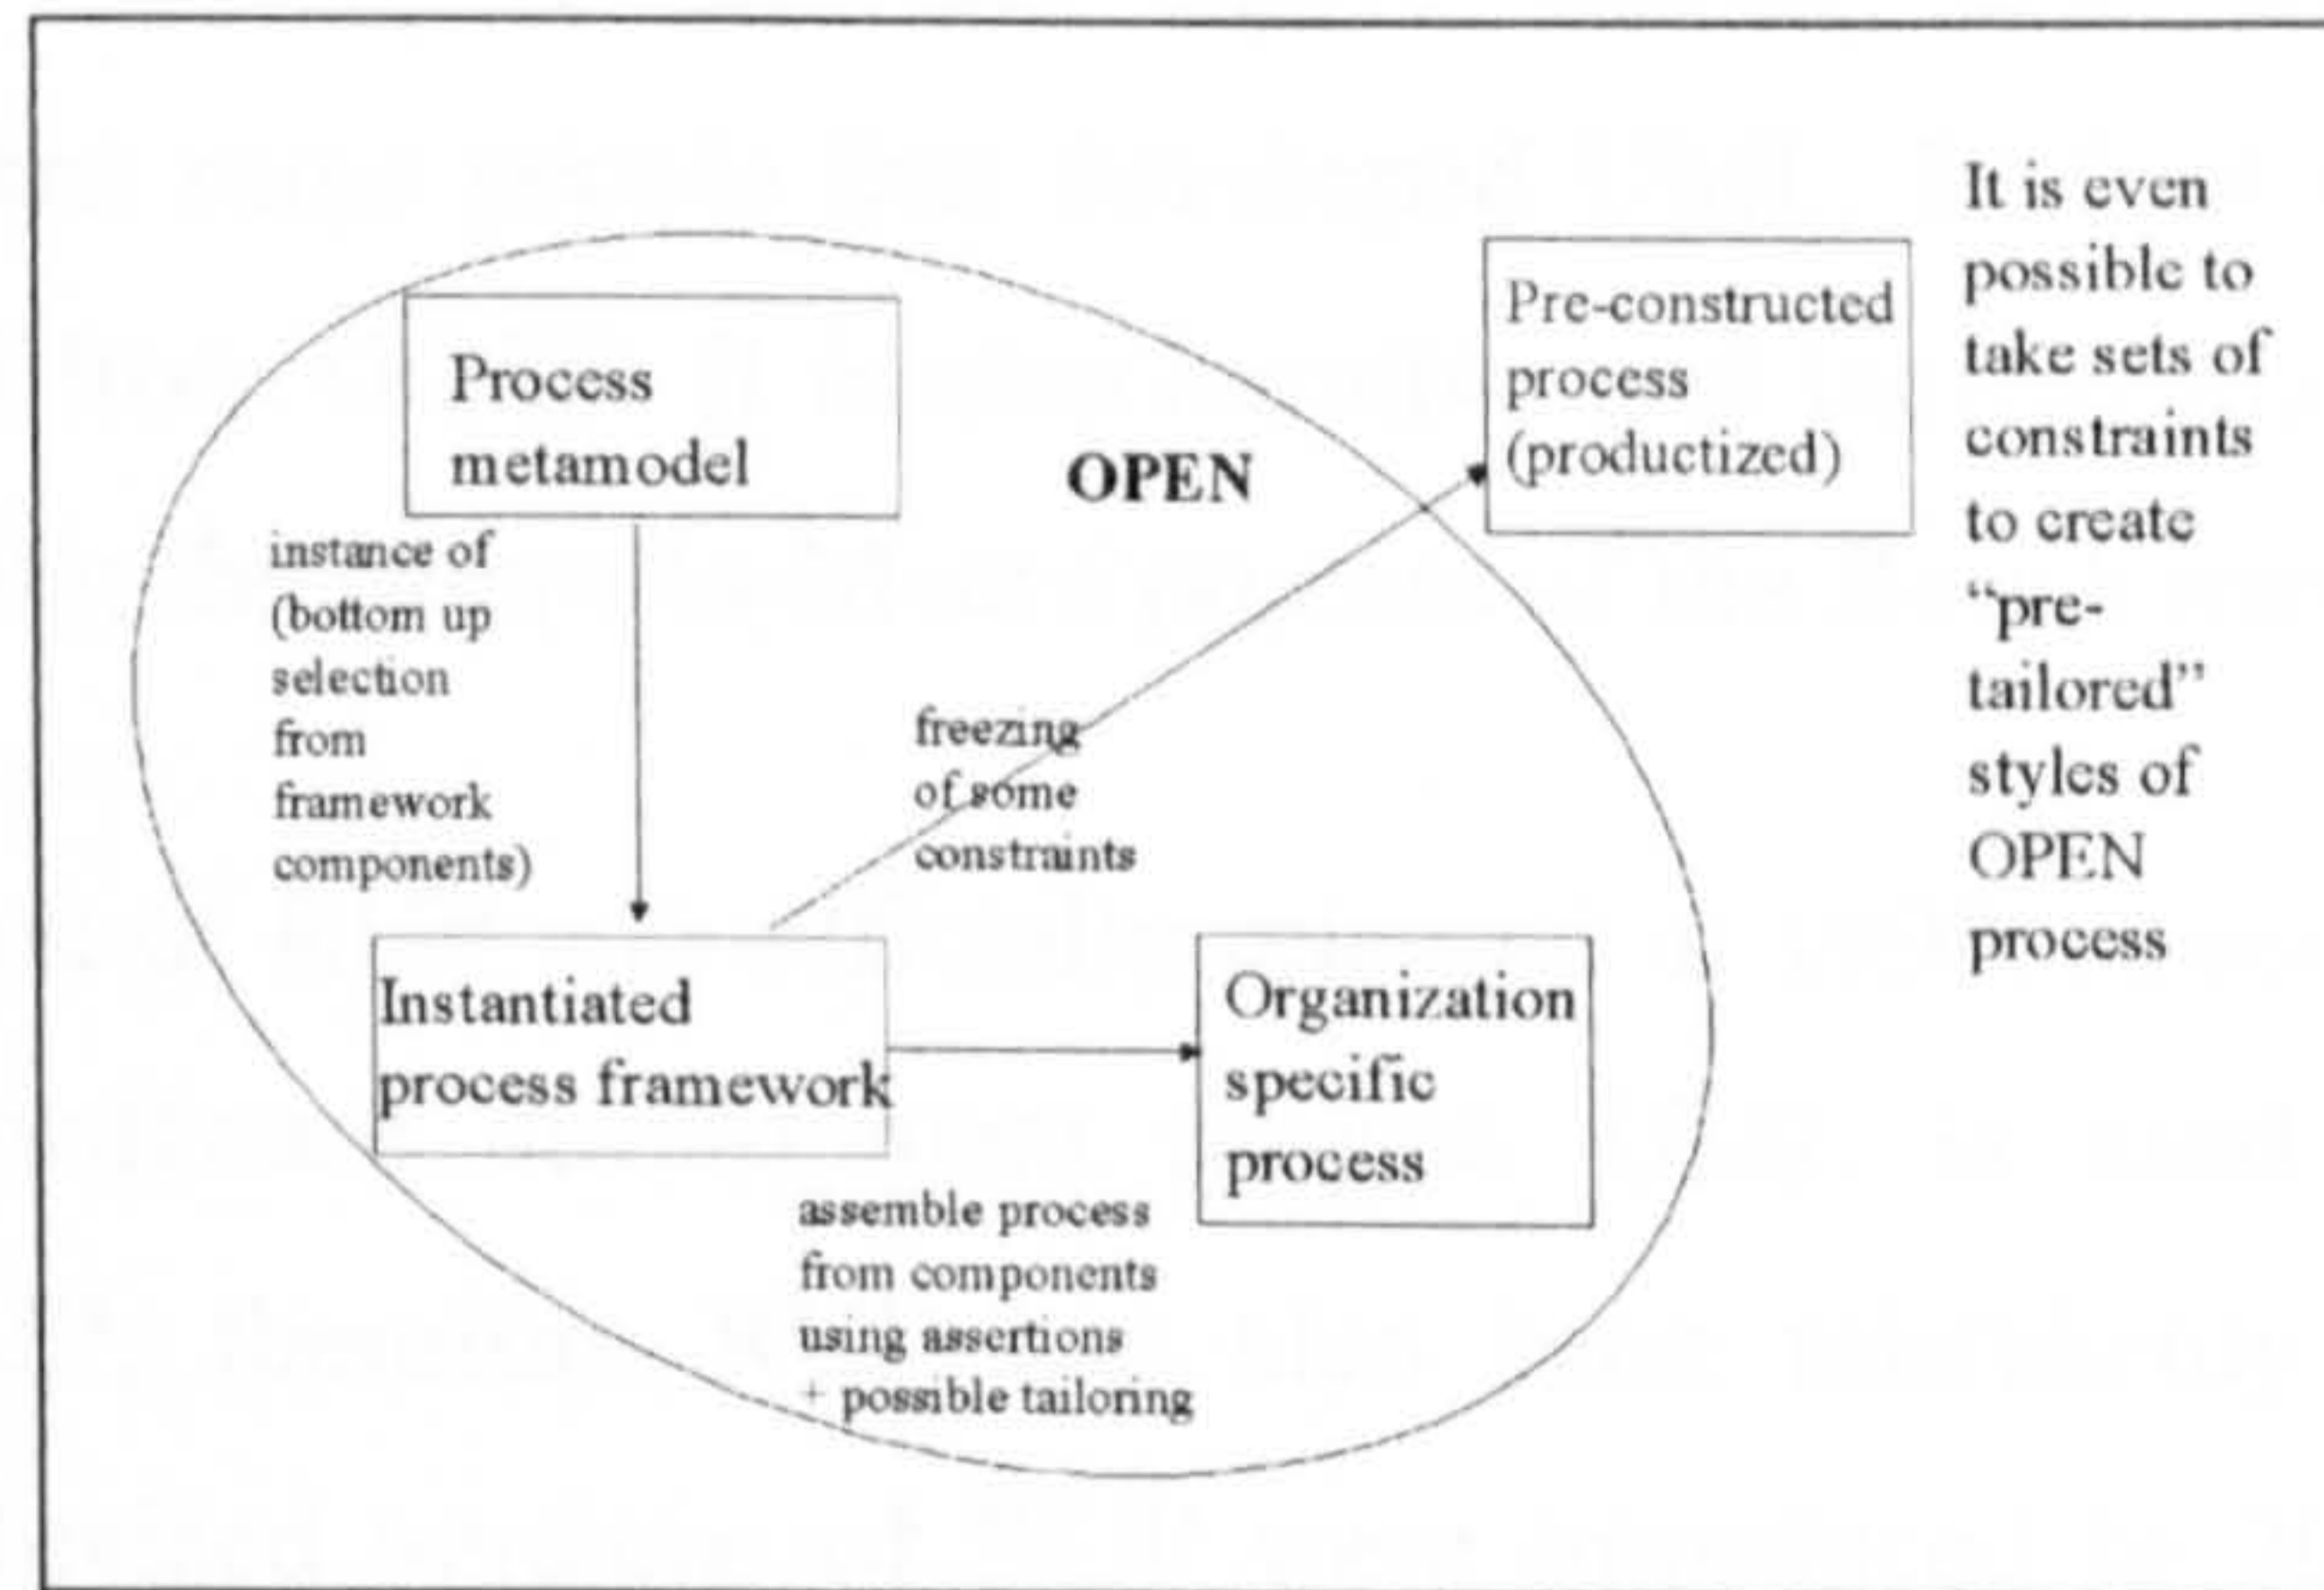 Process
metamodel
OPEN
Pre-constructed
process
(productized)
It is even
possible to
take sets of
constraints
to create
“pre-
tailored”
styles of
OPEN
process
instance of
(bottom up
selection
from
framework
components)
freezing
of some
constraints
Instantiated
process framework
Organization
specific
process
assemble process
from components
using assertions
+ possible tailoring